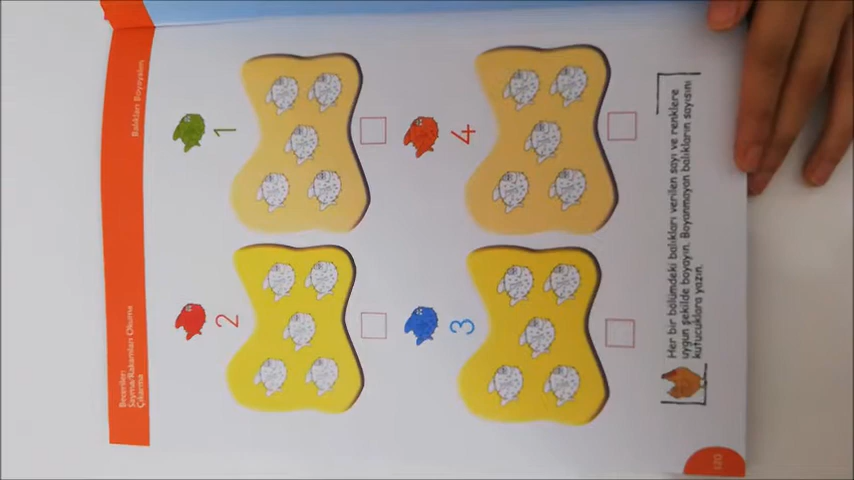 Beceriler:
Sayma/Rakamları Okuma
Çıkarma
Balıkları Boyayalım
2
1
3
4
Her bir bölümdeki balıkları verilen sayı ve renklere
uygun şekilde boyayın. Boyanmayan balıkların sayısını
kutucuklara yazın.
120